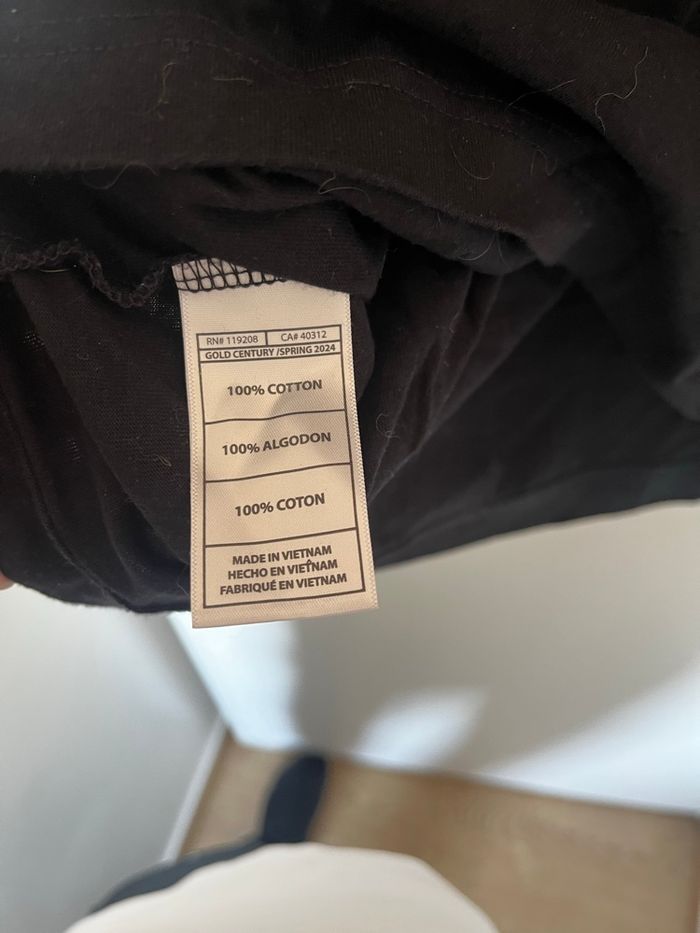 RN# 119208 CA# 40312
GOLD CENTURY /SPRING 2024
100% COTTON
100% ALGODON
100% COTON
MADE IN VIETNAM
HECHO EN VIETNAM
FABRIQUÉ EN VIETNAM